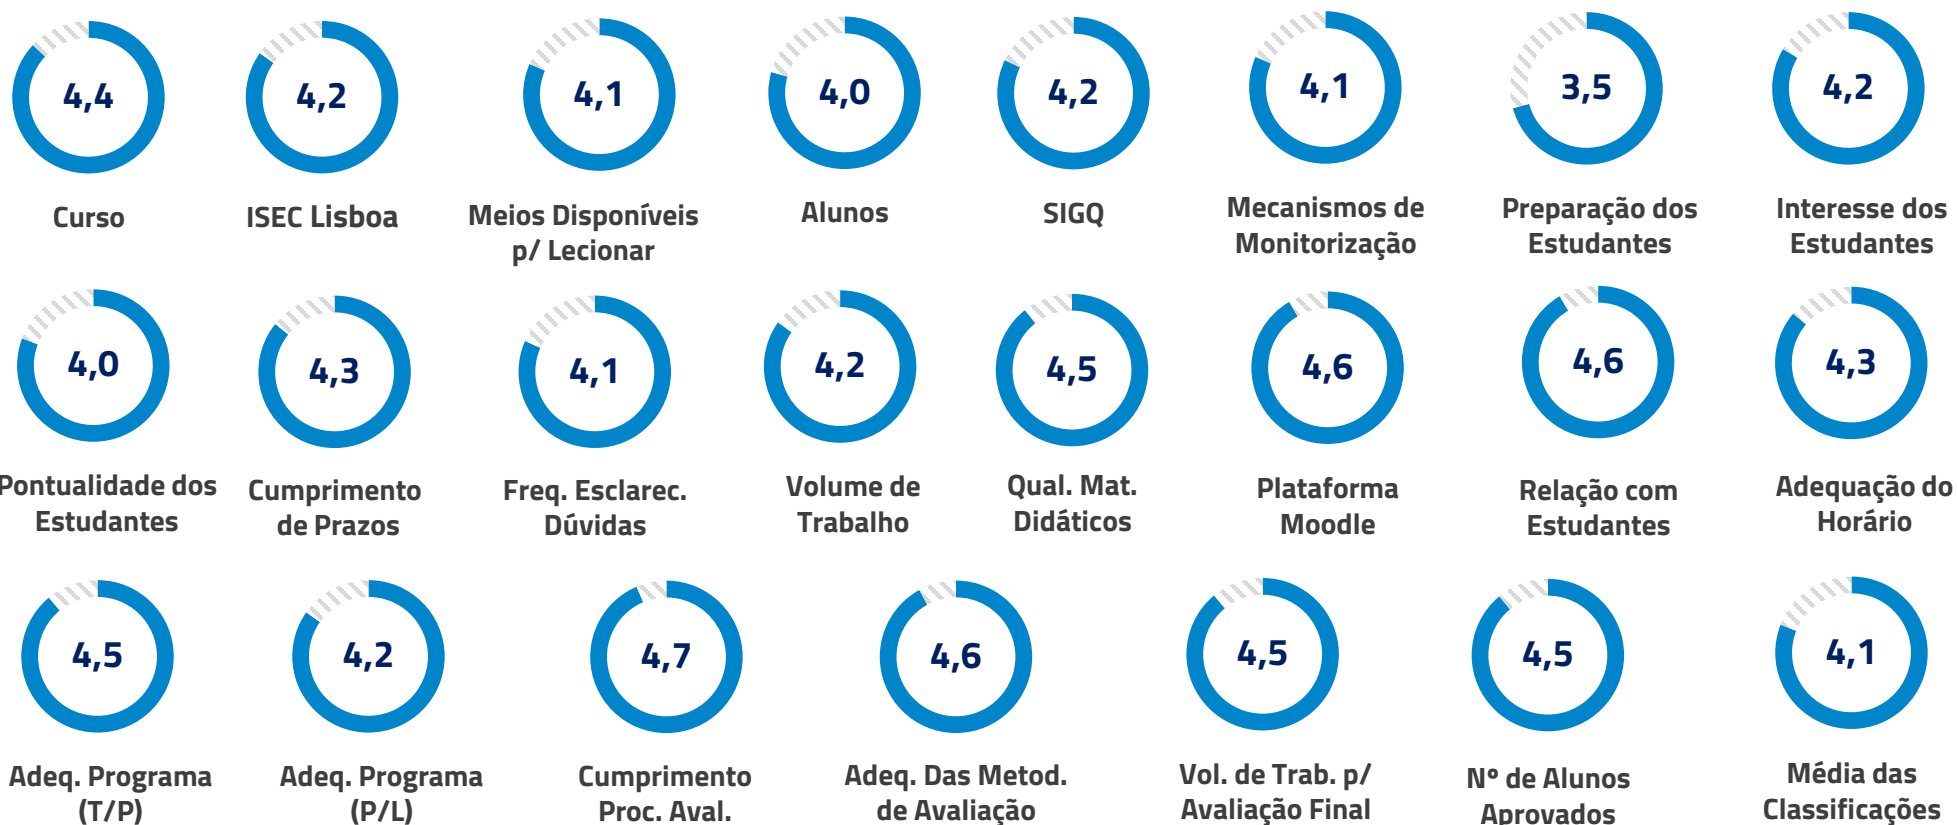 4,4
4,2
4,1
4,0
4,2
4,1
3,5
4,2
Curso
ISEC Lisboa
Meios Disponíveis
p/ Lecionar
Alunos
SIGQ
Mecanismos de
Monitorização
Preparação dos
Estudantes
Interesse dos
Estudantes
4,0
4,3
4,1
4,2
4,5
4,6
4,6
4,3
Pontualidade dos
Estudantes
Cumprimento
de Prazos
Freq. Esclarec.
Dúvidas
Volume de
Trabalho
Qual. Mat.
Didáticos
Plataforma
Moodle
Relação com
Estudantes
Adequação do
Horário
4,5
4,2
4,7
4,6
4,5
4,5
4,1
Adeq. Programa
(T/P)
Adeq. Programa
(P/L)
Cumprimento
Proc. Aval.
Adeq. Das Metod.
de Avaliação
Vol. de Trab. p/
Avaliação Final
Nº de Alunos
Aprovados
Média das
Classificações